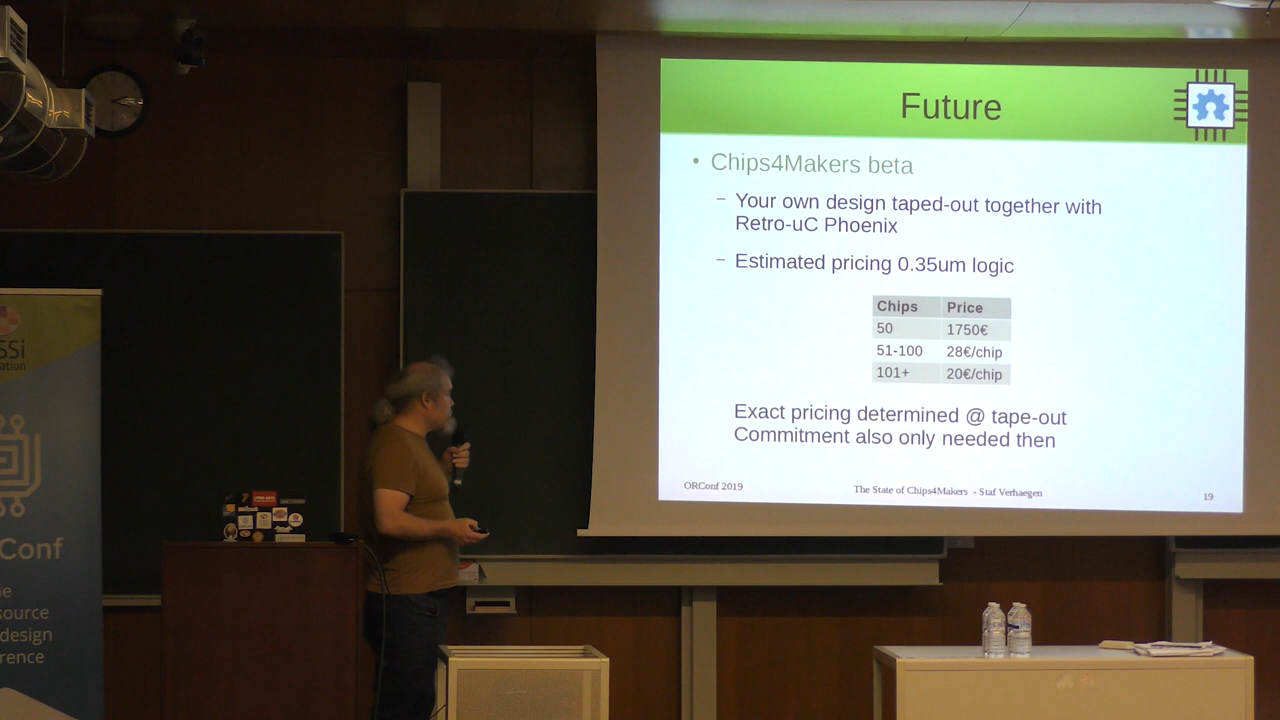 Future
• Chips4Makers beta
– Your own design taped-out together with
Retro-uC Phoenix
– Estimated pricing 0.35um logic
Chips Price
50 1750€
51-100 28€/chip
101+ 20€/chip
Exact pricing determined @ tape-out
Commitment also only needed then
ORConf 2019
The State of Chips4Makers - Staf Verhaegen
19
SSi
ation
Conf
e
source
design
rence